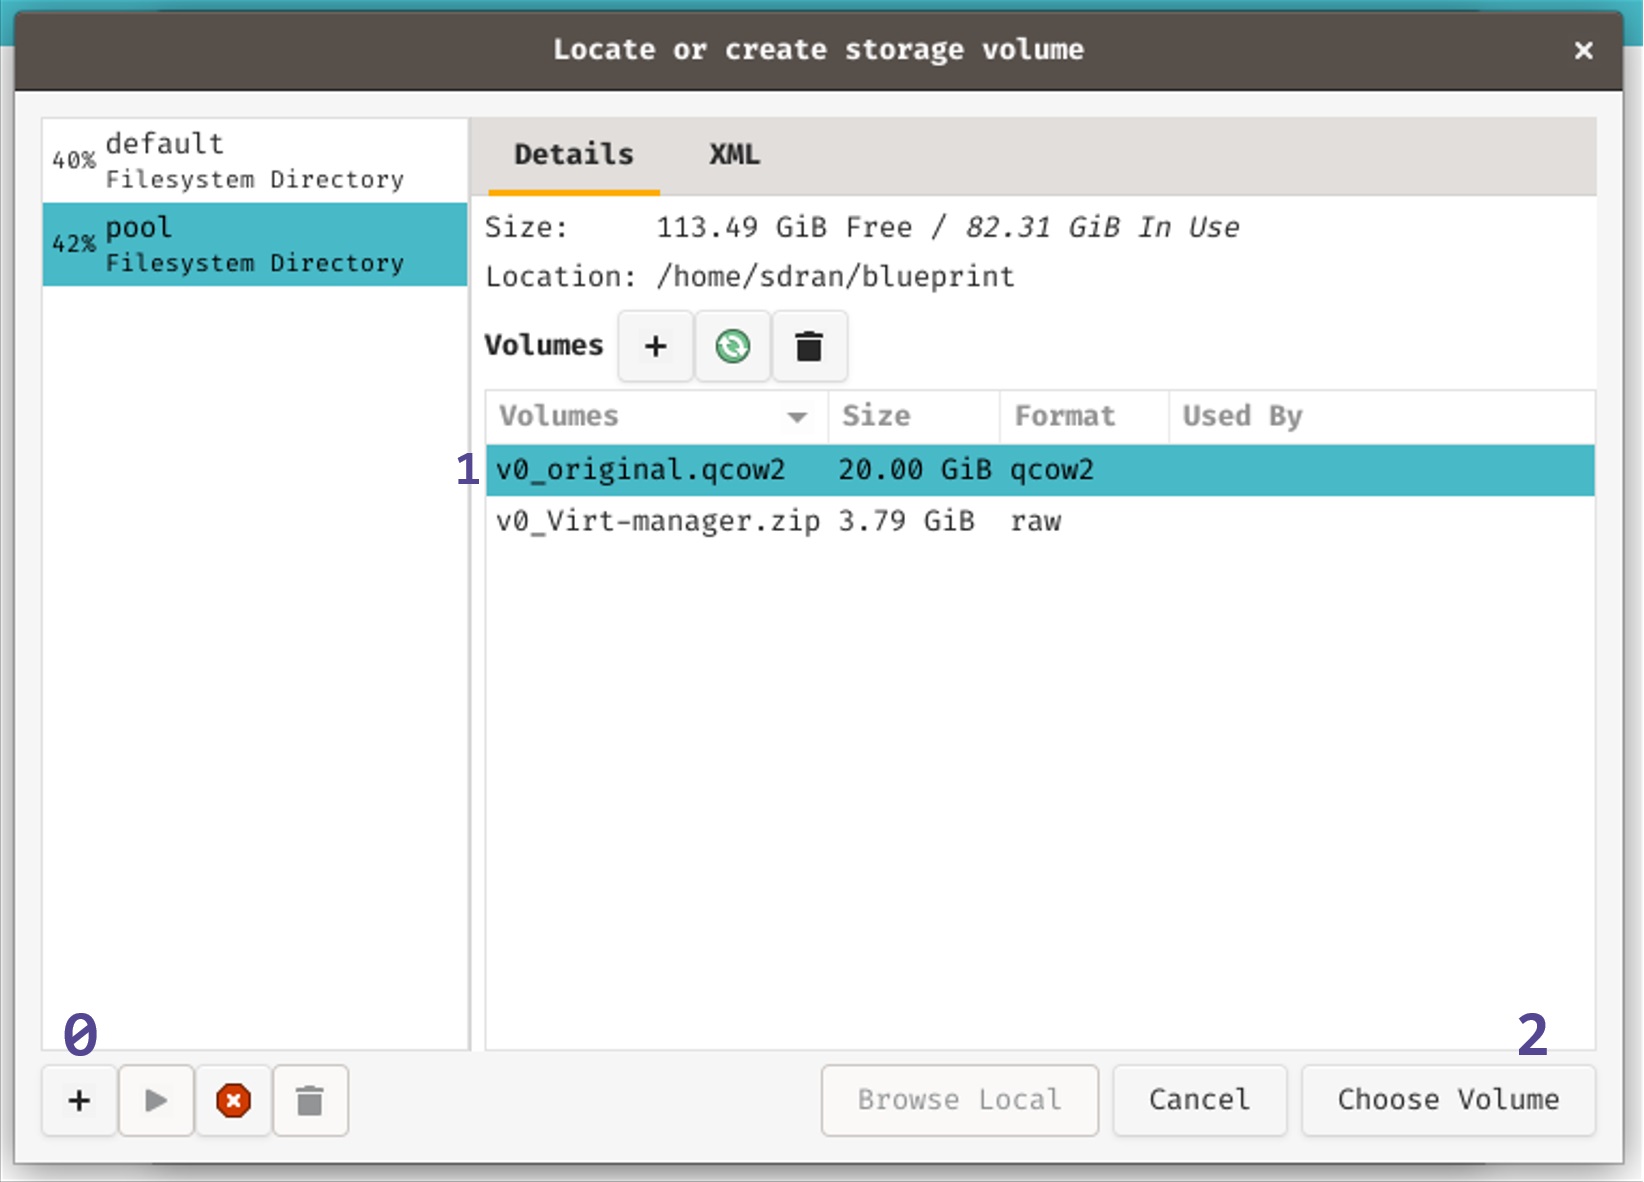 Locate or create storage volume
40% default
Filesystem Directory
42% pool
Filesystem Directory
Details XML
Size: 113.49 GiB Free / 82.31 GiB In Use
Location: /home/sdran/blueprint
Volumes +
Volumes Size Format Used By
1 v0_original.qcow2 20.00 GiB qcow2
v0_Virt-manager.zip 3.79 GiB raw
0 2
+ Browse Local Cancel Choose Volume